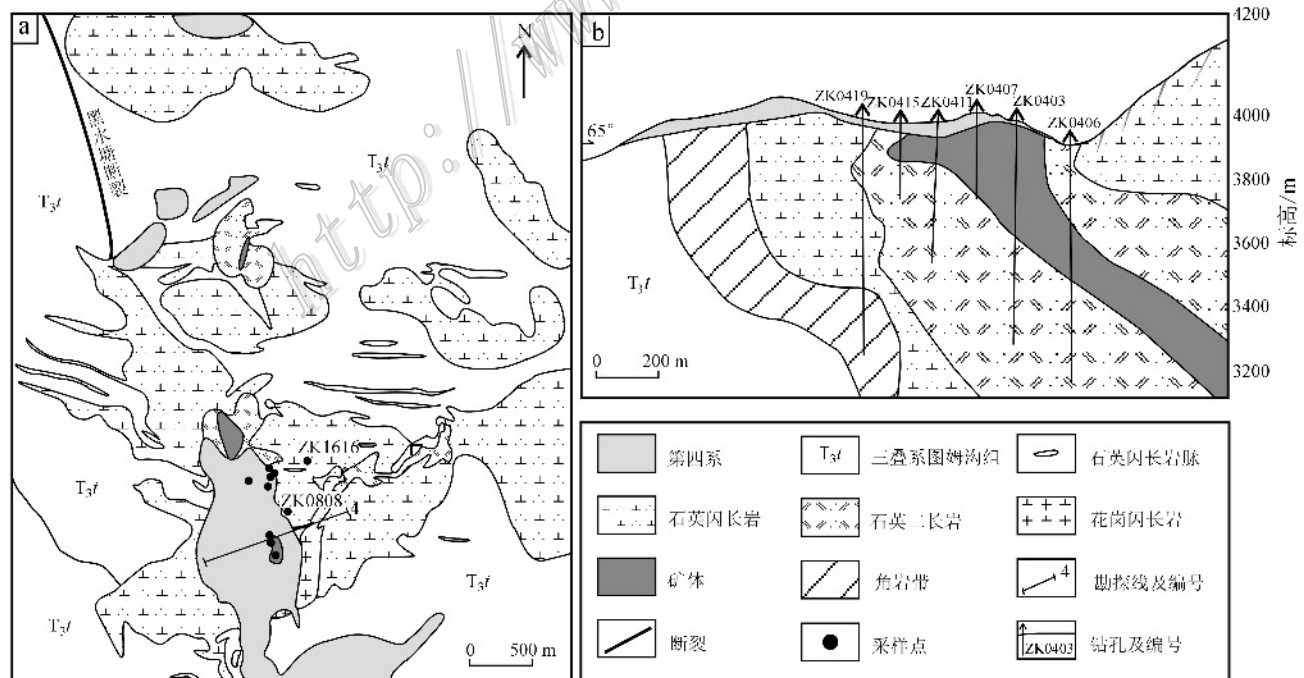 a
N
T₃t
T₃t
T₃t
T₃t
T₃t
ZK1616
ZK0808
4
0 500 m
http://www
b
65°
ZK0419
ZK0415
ZK0411
ZK0407
ZK0403
ZK0406
T₃t
0 200 m
4200
4000
3800
3600
3400
3200
标高/m
第四系
T₃t 三叠系图姆沟组
石英闪长岩脉
石英闪长岩
石英二长岩
花岗闪长岩
矿体
角岩带
4 勘探线及编号
断裂
采样点
ZK0403 钻孔及编号